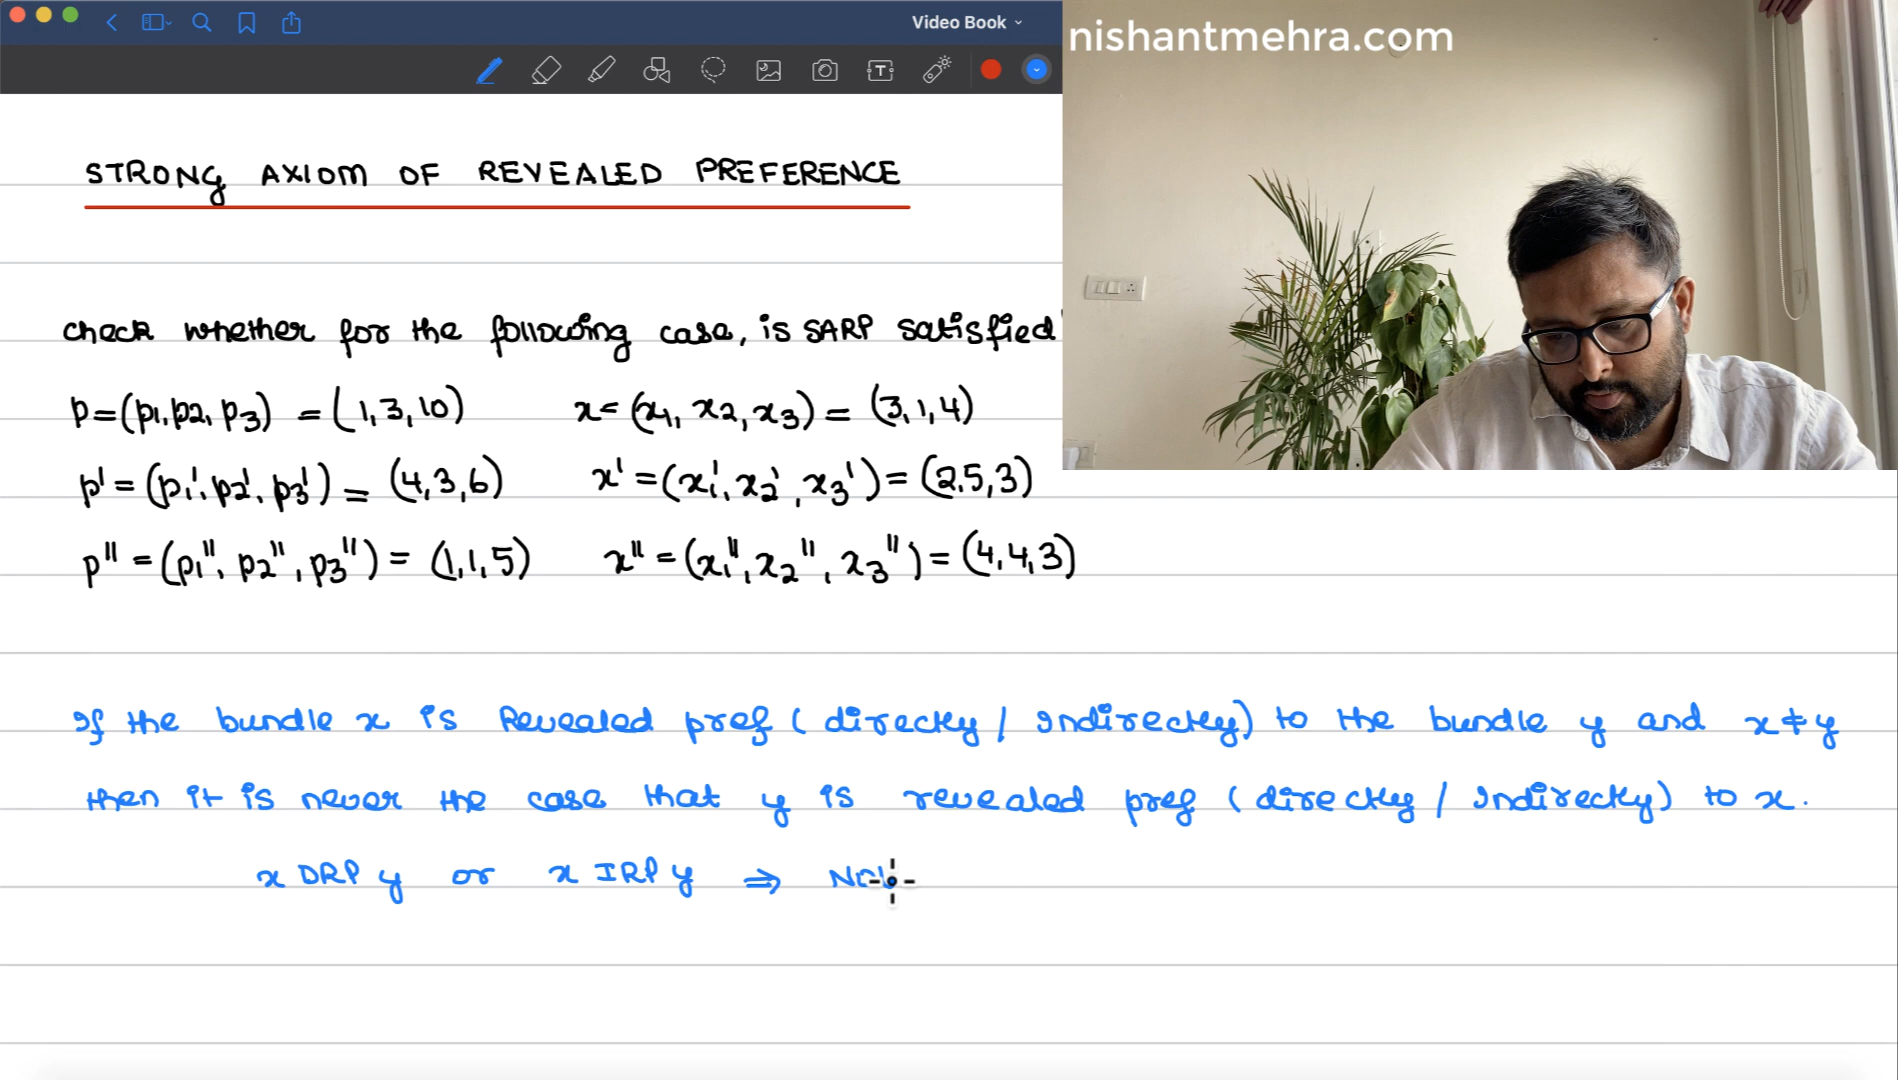 Video Book
nishantmehra.com
STRONG AXIOM OF REVEALED PREFERENCE
check whether for the following case, is SARP satisfied
p=(p1,p2,p3) = (1,3,10) x= (x1, x2, x3) = (3,1,4)
p' = (p1', p2', p3') = (4,3,6) x' = (x1', x2', x3') = (2,5,3)
p" = (p1", p2", p3") = (1,1,5) x" = (x1", x2", x3") = (4,4,3)
If the bundle x is Revealed pref (directly / Indirectly) to the bundle y and x ≠ y
then it is never the case that y is revealed pref (directly / Indirectly) to x.
x DRP y or x IRP y ⇒